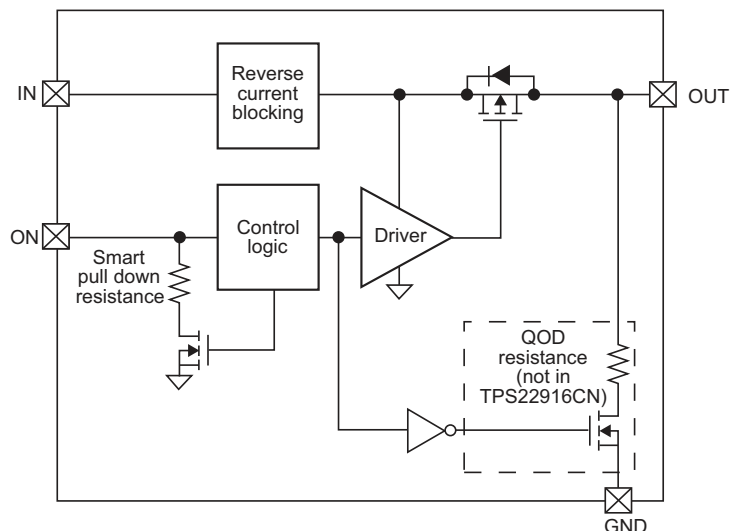 IN
Reverse
current
blocking
OUT
ON
Control
logic
Driver
Smart
pull down
resistance
QOD
resistance
(not in
TPS22916CN)
GND